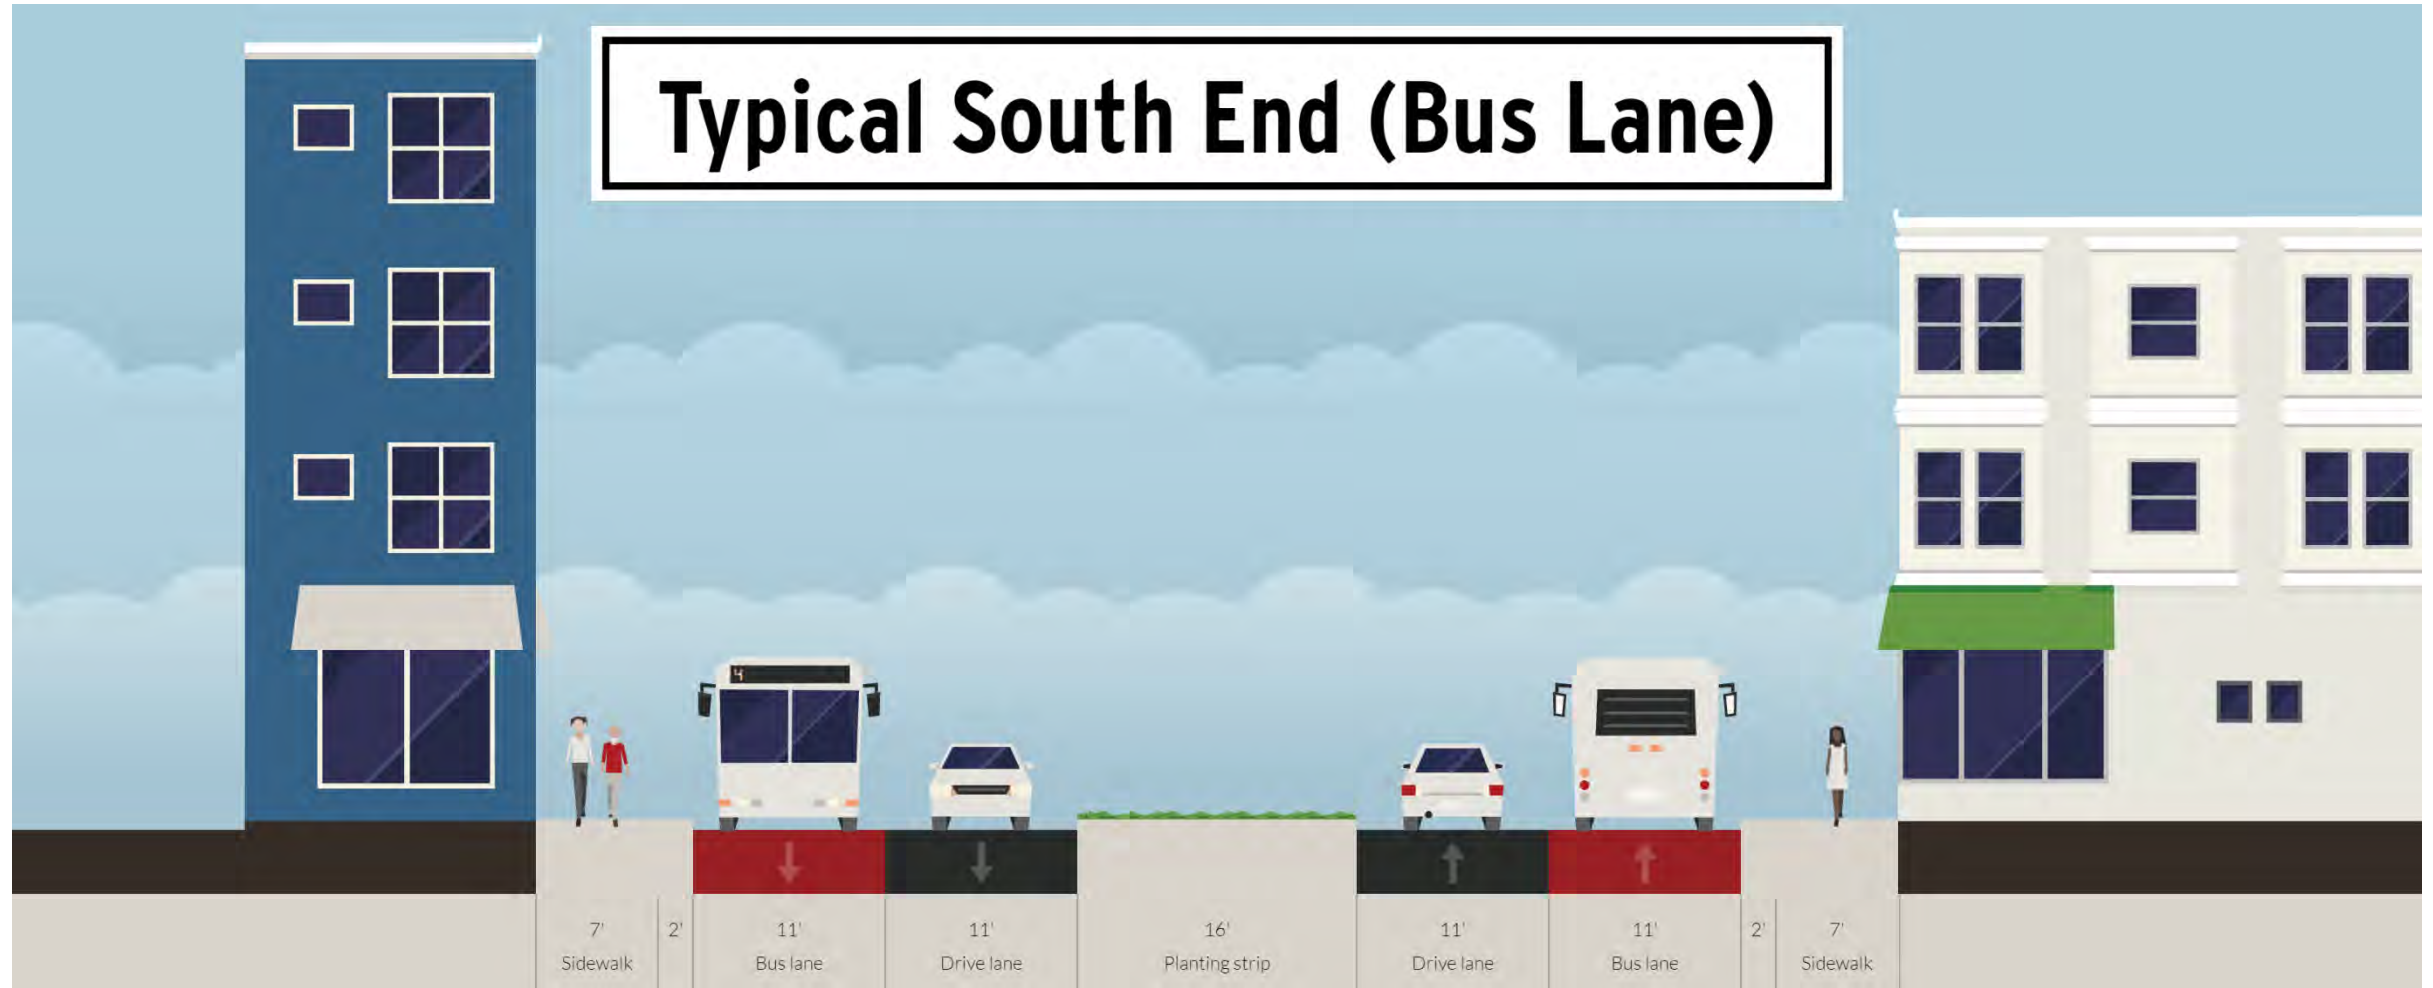 Typical South End (Bus Lane)
4
7' 2' 11' 11' 16' 11' 11' 2' 7'
Sidewalk Bus lane Drive lane Planting strip Drive lane Bus lane Sidewalk